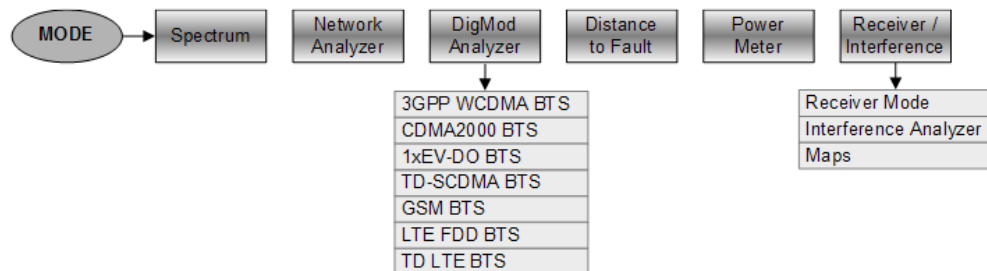 MODE
Spectrum
Network
Analyzer
DigMod
Analyzer
Distance
to Fault
Power
Meter
Receiver /
Interference
3GPP WCDMA BTS
CDMA2000 BTS
1xEV-DO BTS
TD-SCDMA BTS
GSM BTS
LTE FDD BTS
TD LTE BTS
Receiver Mode
Interference Analyzer
Maps